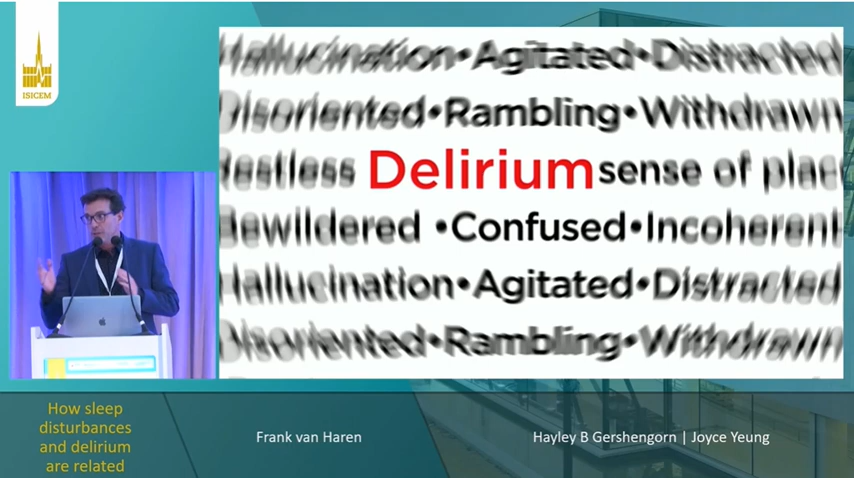 ISICEM
Hallucination•Agitated•Distracted
Disoriented•Rambling•Withdrawn
Restless Delirium sense of place
Bewildered •Confused•Incoherent
Hallucination•Agitated•Distracted
Disoriented•Rambling•Withdrawn
How sleep
disturbances
and delirium
are related
Frank van Haren
Hayley B Gershengorn | Joyce Yeung